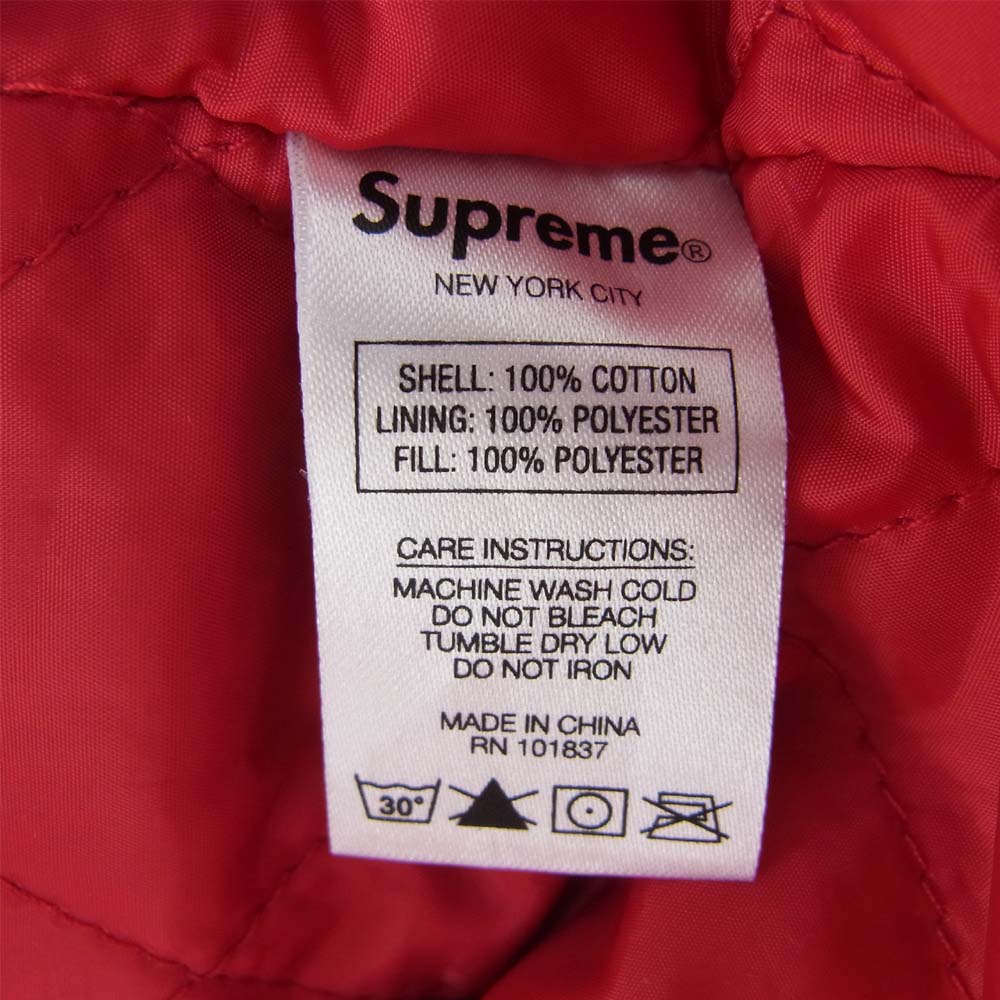 Supreme®
NEW YORK CITY
SHELL: 100% COTTON
LINING: 100% POLYESTER
FILL: 100% POLYESTER
CARE INSTRUCTIONS:
MACHINE WASH COLD
DO NOT BLEACH
TUMBLE DRY LOW
DO NOT IRON
MADE IN CHINA
RN 101837
30°